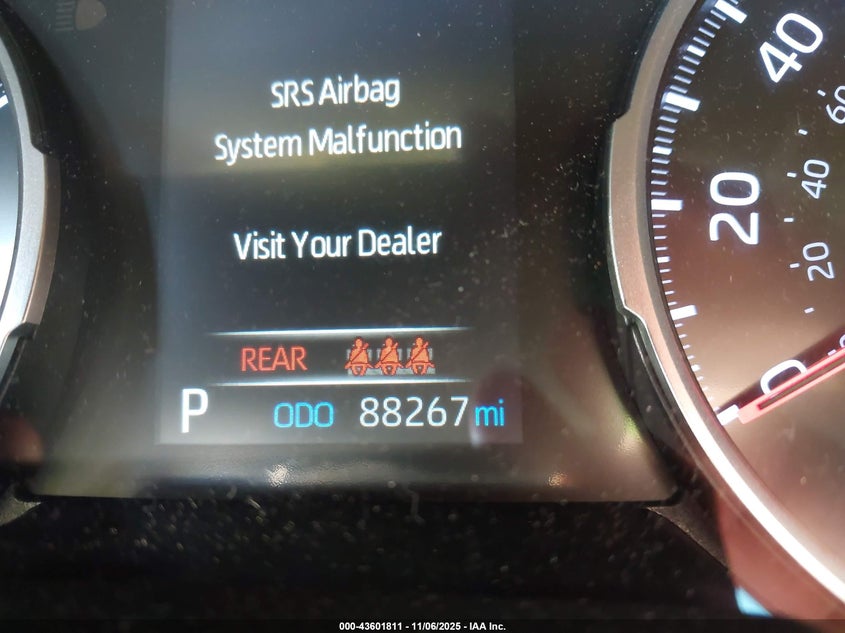 SRS Airbag
System Malfunction
Visit Your Dealer
REAR
P ODO 88267 mi
40
60
20
40
20
0
000-43601811 - 11/06/2025 - IAA Inc.